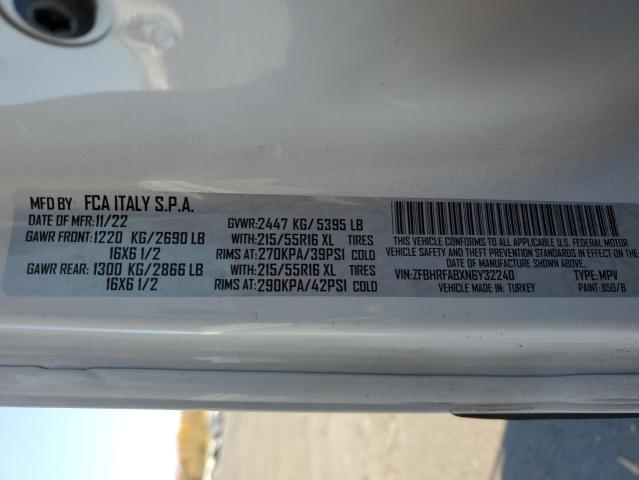 MFD BY FCA ITALY S.P.A.
DATE OF MFR:11/22 GVWR:2447 KG/5395 LB
GAWR FRONT:1220 KG/2690 LB WITH:215/55R16 XL TIRES
16X6 1/2 RIMS AT:270KPA/39PSI COLD
GAWR REAR:1300 KG/2866 LB WITH:215/55R16 XL TIRES
16X6 1/2 RIMS AT:290KPA/42PSI COLD
THIS VEHICLE CONFORMS TO ALL APPLICABLE U.S.A. FEDERAL MOTOR
VEHICLE SAFETY AND THEFT PREVENTION STANDARDS IN EFFECT ON THE
DATE OF MANUFACTURE SHOWN ABOVE.
VIN:ZFBHRFABXN6Y32240 TYPE:MPV
VEHICLE MADE IN: TURKEY PAINT: 850/B